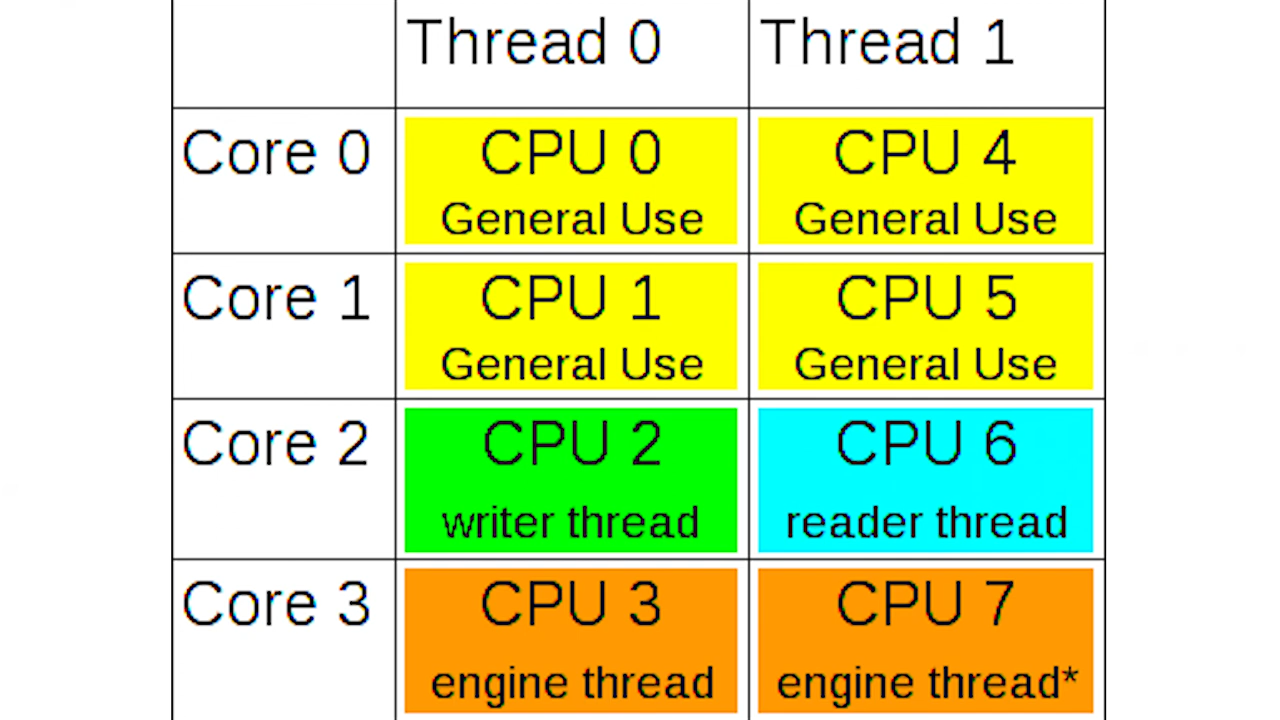 Thread 0 Thread 1
Core 0 CPU 0 CPU 4
General Use General Use
Core 1 CPU 1 CPU 5
General Use General Use
Core 2 CPU 2 CPU 6
writer thread reader thread
Core 3 CPU 3 CPU 7
engine thread engine thread*